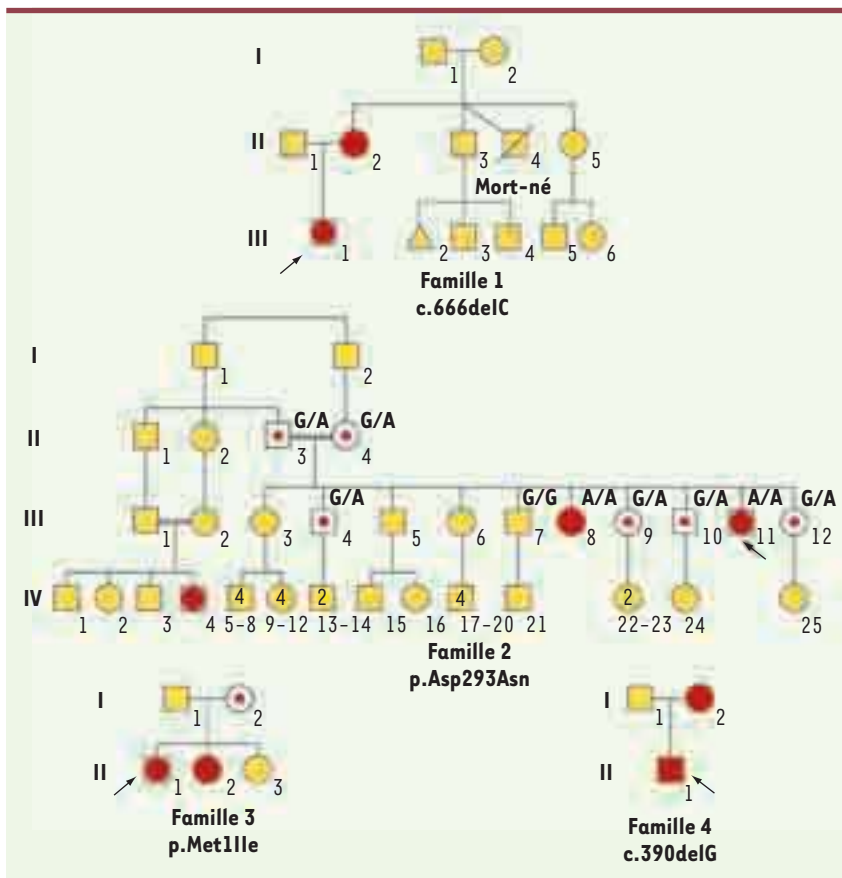 I
1 2
II
1 2 3 4 5
Mort-né
III
1 2 3 4 5 6
Famille 1
c.666delC
I
1 2
G/A G/A
II
1 2 3 4
G/A G/G A/A G/A G/A A/A G/A
III
1 2 3 4 5 6 7 8 9 10 11 12
IV
4 4 2 4 2
1 2 3 4 5-8 9-12 13-14 15 16 17-20 21 22-23 24 25
Famille 2
p.Asp293Asn
I
1 2
II
1 2 3
Famille 3
p.Met1Ile
I
1 2
II
1
Famille 4
c.390delG